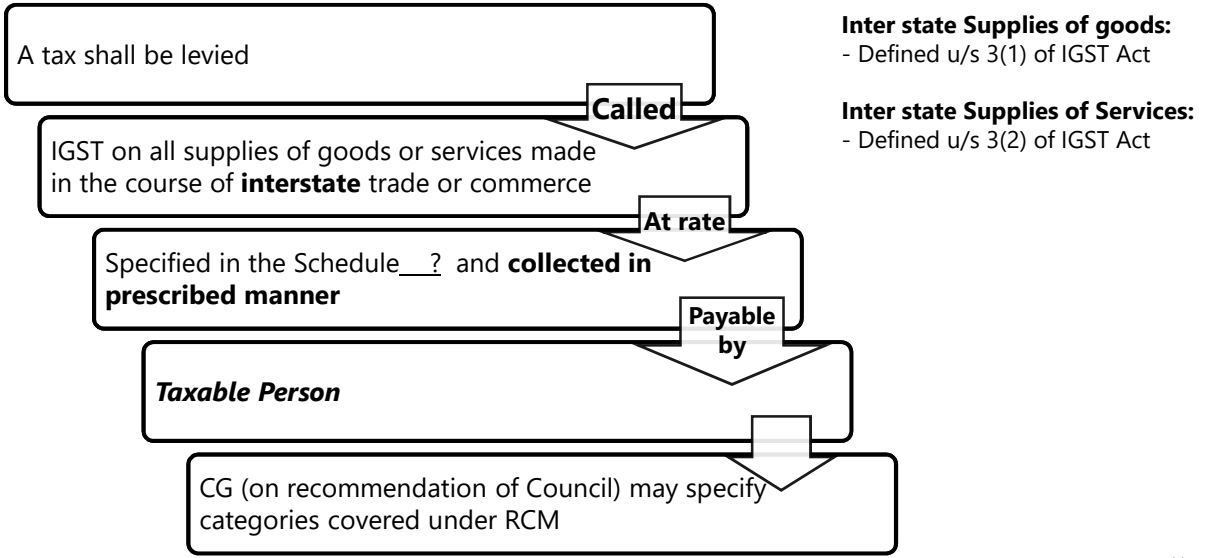 A tax shall be levied
Called
IGST on all supplies of goods or services made
in the course of interstate trade or commerce
At rate
Specified in the Schedule__?_ and collected in
prescribed manner
Payable
by
Taxable Person
CG (on recommendation of Council) may specify
categories covered under RCM
Inter state Supplies of goods:
- Defined u/s 3(1) of IGST Act
Inter state Supplies of Services:
- Defined u/s 3(2) of IGST Act